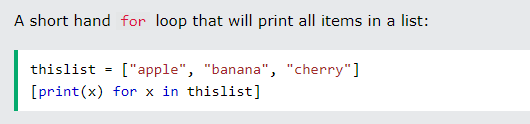 A short hand for loop that will print all items in a list:
thislist = ["apple", "banana", "cherry"]
[print(x) for x in thislist]